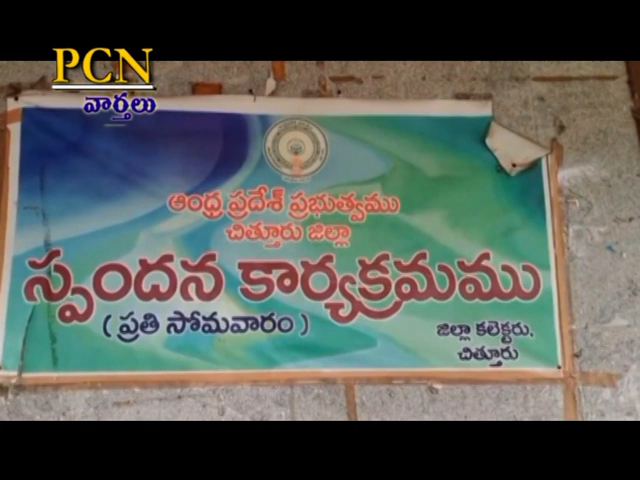 PCN
వార్తలు
ఆంధ్ర ప్రదేశ్ ప్రభుత్వము
చిత్తూరు జిల్లా
స్పందన కార్యక్రమము
( ప్రతి సోమవారం )
జిల్లా కలెక్టరు,
చిత్తూరు